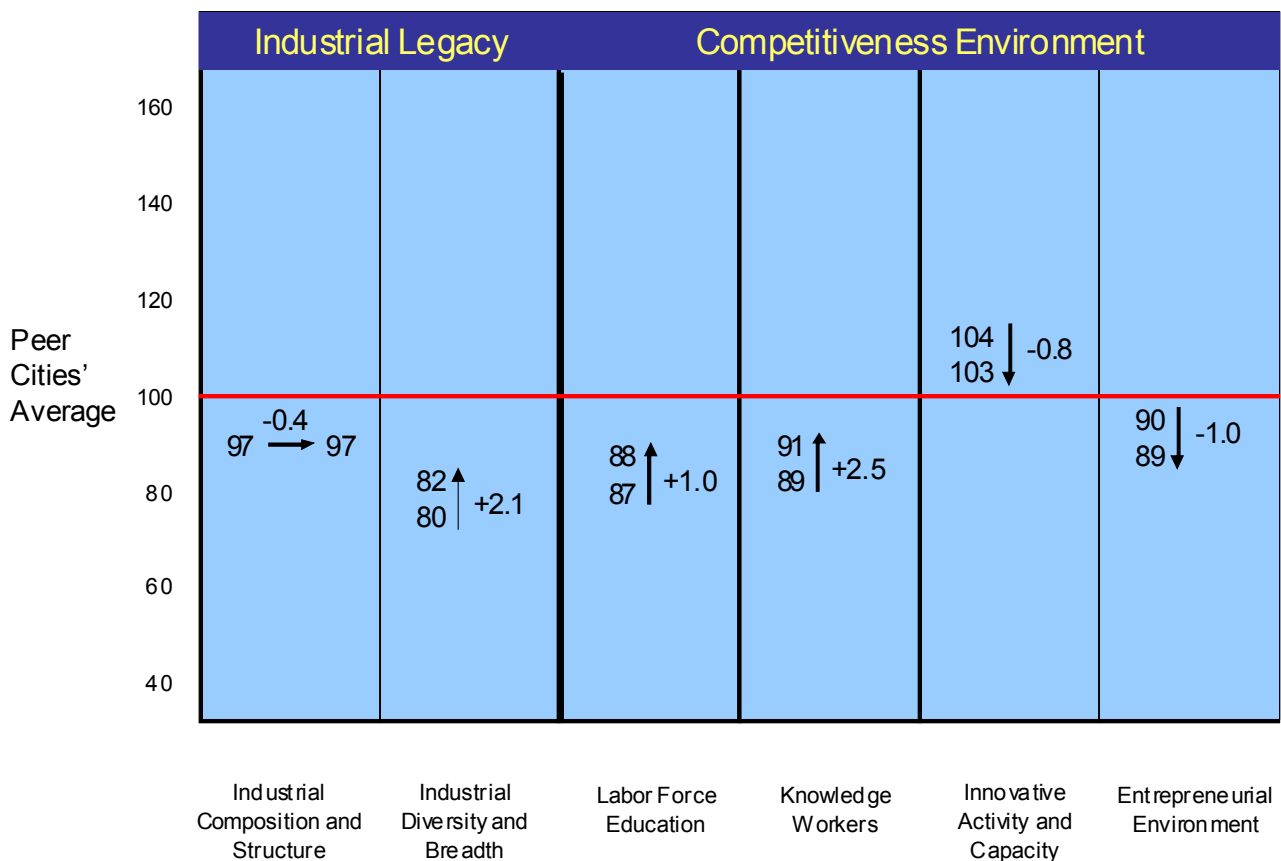 Industrial Legacy
Competitiveness Environment
160
140
120
100
80
60
40
Peer
Cities’
Average
-0.4
97 97
82
80
+2.1
88
87
+1.0
91
89
+2.5
104
103
-0.8
90
89
-1.0
Industrial
Composition and
Structure
Industrial
Diversity and
Breadth
Labor Force
Education
Knowledge
Workers
Innovative
Activity and
Capacity
Entrepreneurial
Environment